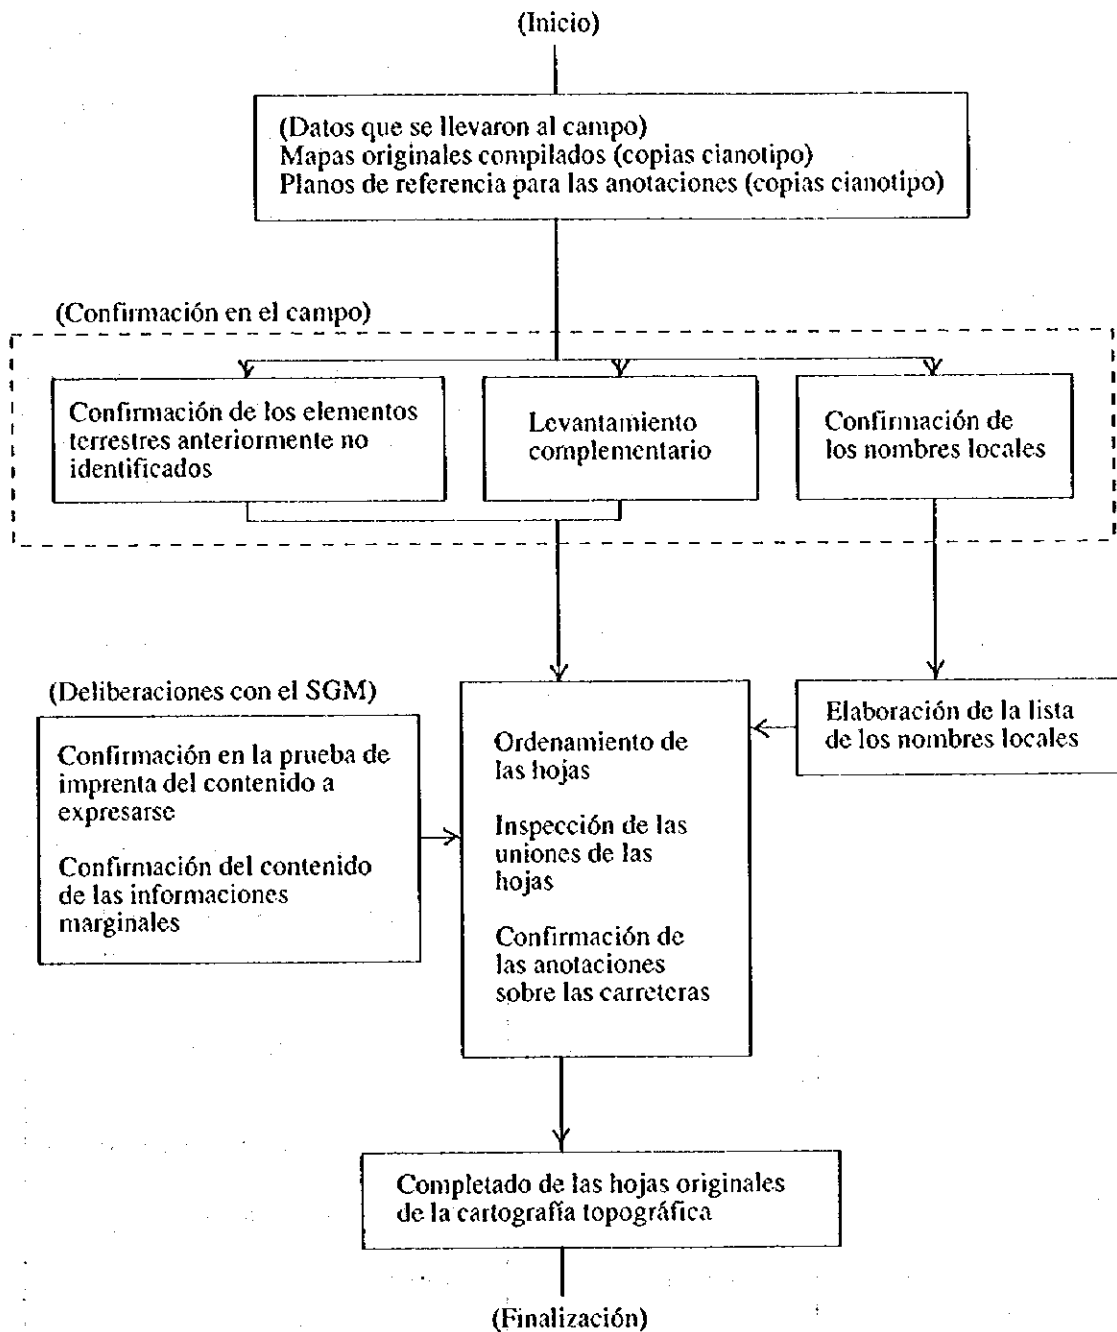 (Inicio)
(Datos que se llevaron al campo)
Mapas originales compilados (copias cianotipo)
Planos de referencia para las anotaciones (copias cianotipo)
(Confirmación en el campo)
Confirmación de los elementos
terrestres anteriormente no
identificados
Levantamiento
complementario
Confirmación de
los nombres locales
(Deliberaciones con el SGM)
Confirmación en la prueba de
imprenta del contenido a
expresarse
Confirmación del contenido
de las informaciones
marginales
Ordenamiento de
las hojas
Inspección de las
uniones de las
hojas
Confirmación de
las anotaciones
sobre las carreteras
Elaboración de la lista
de los nombres locales
Completado de las hojas originales
de la cartografía topográfica
(Finalización)